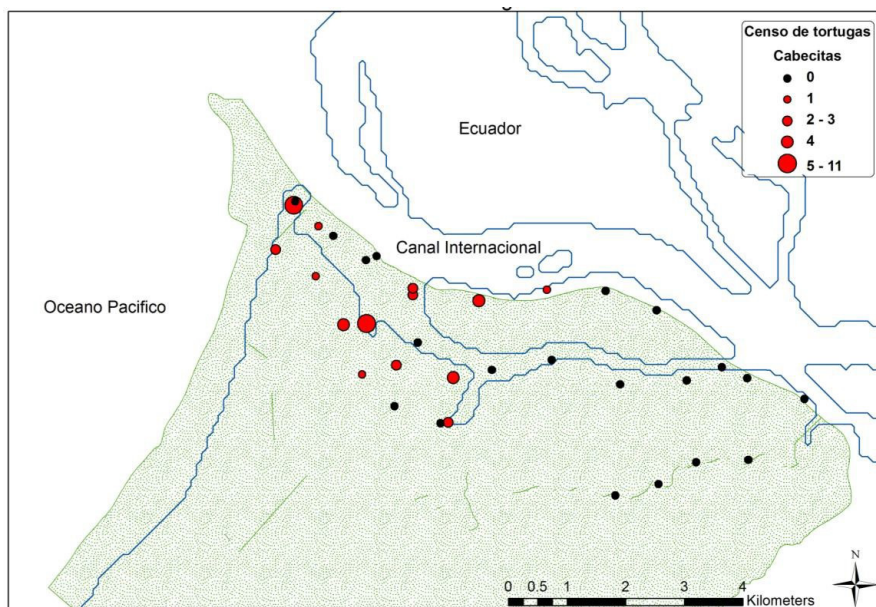 Censo de tortugas
Cabecitas
0
1
2 - 3
4
5 - 11
Ecuador
Canal Internacional
Oceano Pacifico
N
0 0.5 1 2 3 4
Kilometers